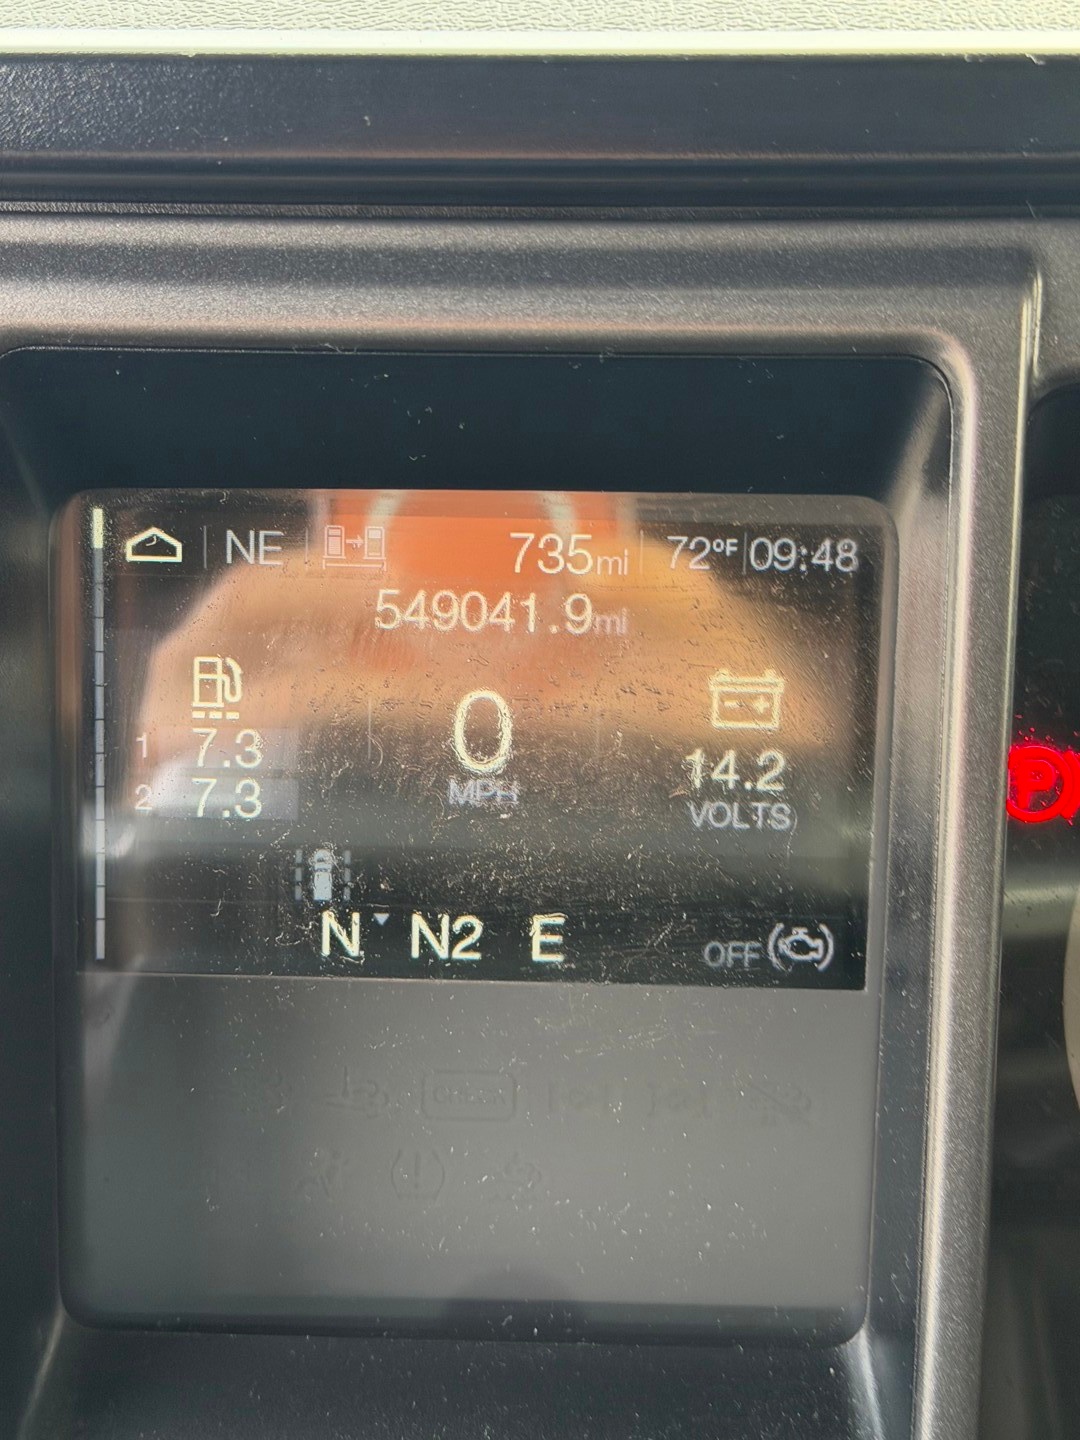 NE 735mi 72°F 09:48
549041.9mi
1 7.3
2 7.3
0
MPH
14.2
VOLTS
N N2 E OFF
P